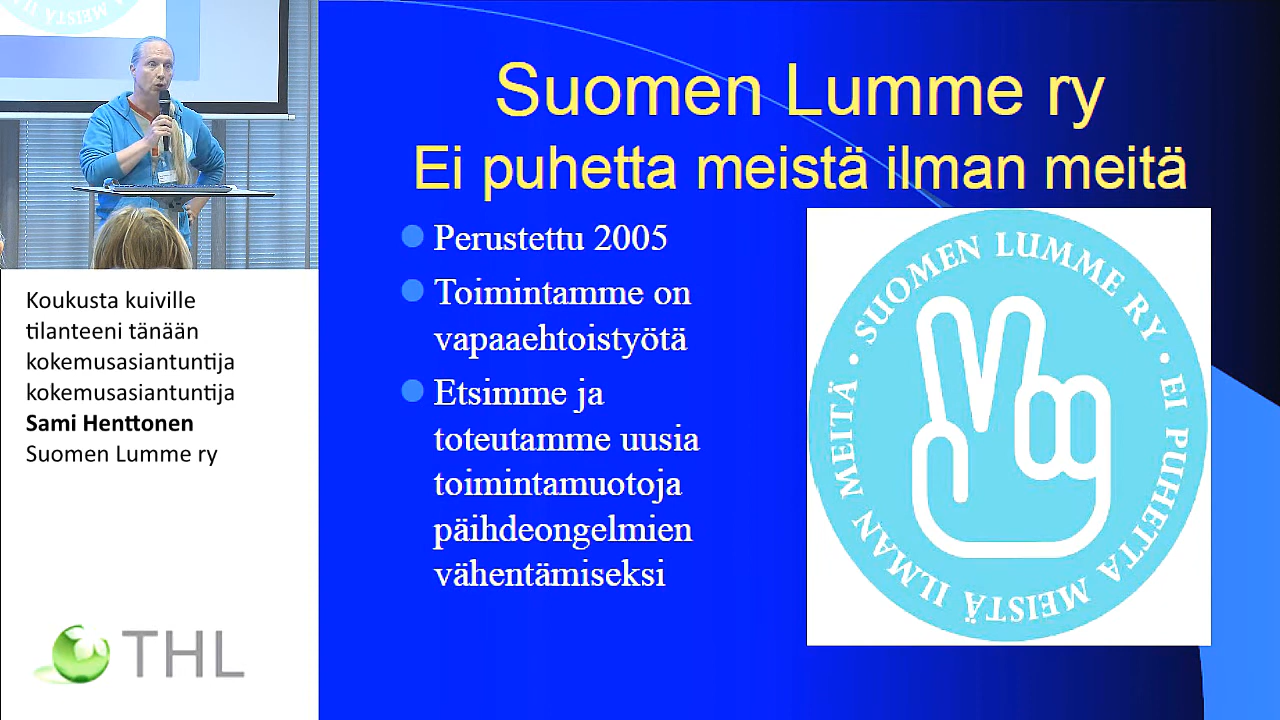 MEISTÄ IL
Koukusta kuiville
tilanteeni tänään
kokemusasiantuntija
kokemusasiantuntija
Sami Henttonen
Suomen Lumme ry
THL
Suomen Lumme ry
Ei puhetta meistä ilman meitä
Perustettu 2005
Toimintamme on
vapaaehtoistyötä
Etsimme ja
toteutamme uusia
toimintamuotoja
päihdeongelmien
vähentämiseksi
• SUOMEN LUMME RY • EI PUHETTA MEISTÄ ILMAN MEITÄ